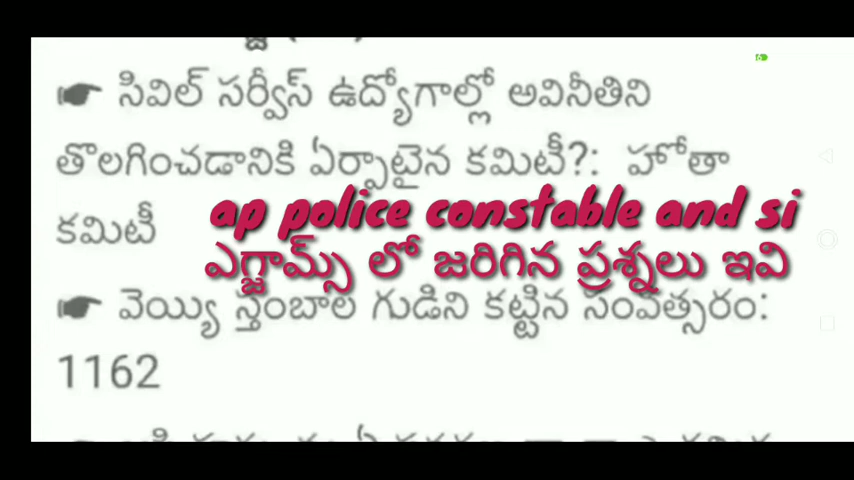 ☛ సివిల్ సర్వీస్ ఉద్యోగాల్లో అవినీతిని
తొలగించడానికి ఏర్పాటైన కమిటీ?: హోతా
కమిటీ
ap police constable and si
ఎగ్జామ్స్ లో జరిగిన ప్రశ్నలు ఇవి
☛ వెయ్యి స్తంబాల గుడిని కట్టిన సంవత్సరం:
1162